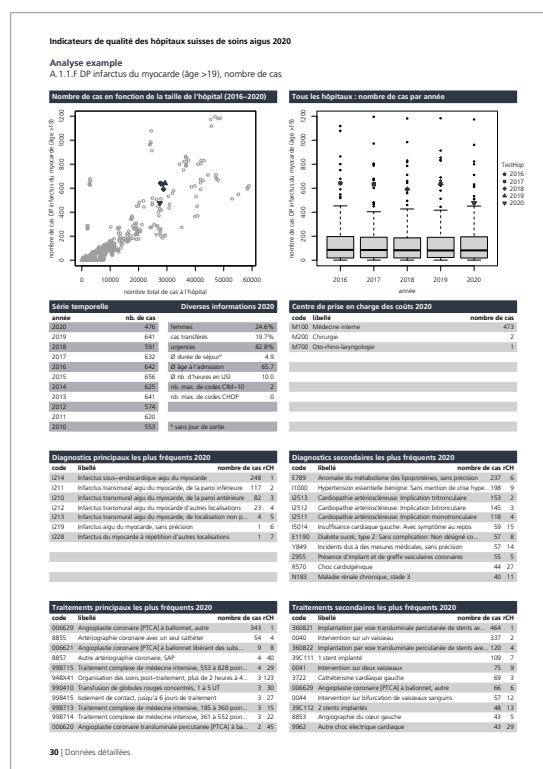 Indicateurs de qualité des hôpitaux suisses de soins aigus 2020
Analyse example
A.1.1.F DP infarctus du myocarde (âge >19), nombre de cas
Nombre de cas en fonction de la taille de l'hôpital (2016–2020)
nombre de cas DP infarctus du myocarde (âge >19)
0 200 400 600 800 1000 1200
0 10000 20000 30000 40000 50000 60000
nombre total de cas à l'hôpital
Tous les hôpitaux : nombre de cas par année
nombre de cas DP infarctus du myocarde (âge >19)
0 200 400 600 800 1000 1200
2016 2017 2018 2019 2020
année
TestHop
2016
2017
2018
2019
2020
Série temporelle
année nb. de cas
2020 476
2019 641
2018 591
2017 632
2016 642
2015 656
2014 625
2013 641
2012 574
2011 620
2010 553
Diverses informations 2020
femmes 24.6%
cas transférés 19.7%
urgences 82.8%
Ø durée de séjour° 4.9
Ø âge à l'admission 65.7
Ø nb. d'heures en USI 10.0
nb. max. de codes CIM−10 2
nb. max. de codes CHOP 0
° sans jour de sortie
Centre de prise en charge des coûts 2020
code libellé nombre de cas
M100 Médecine interne 473
M200 Chirurgie 2
M700 Oto-rhino-laryngologie 1
Diagnostics principaux les plus fréquents 2020
code libellé nombre de cas rCH
I214 Infarctus sous−endocardique aigu du myocarde 248 1
I211 Infarctus transmural aigu du myocarde, de la paroi inférieure 117 2
I210 Infarctus transmural aigu du myocarde, de la paroi antérieure 82 3
I212 Infarctus transmural aigu du myocarde d'autres localisations 23 4
I213 Infarctus transmural aigu du myocarde, de localisation non p... 4 5
I219 Infarctus aigu du myocarde, sans précision 1 6
I228 Infarctus du myocarde à répétition d'autres localisations 1 7
Diagnostics secondaires les plus fréquents 2020
code libellé nombre de cas rCH
E789 Anomalie du métabolisme des lipoprotéines, sans précision 237 6
I1000 Hypertension essentielle bénigne: Sans mention de crise hype... 198 9
I2513 Cardiopathie artérioscléreuse: Implication tritronculaire 153 2
I2512 Cardiopathie artérioscléreuse: Implication bitronculaire 145 3
I2511 Cardiopathie artérioscléreuse: Implication monotronculaire 118 4
I5014 Insuffisance cardiaque gauche: Avec symptôme au repos 59 15
E1190 Diabète sucré, type 2: Sans complication: Non désigné co... 57 8
Y849 Incidents dus à des mesures médicales, sans précision 57 14
Z955 Présence d'implant et de greffe vasculaires coronaires 55 5
R570 Choc cardiogénique 44 27
N183 Maladie rénale chronique, stade 3 40 11
Traitements principaux les plus fréquents 2020
code libellé nombre de cas rCH
006629 Angioplastie coronaire [PTCA] à ballonnet, autre 343 1
8855 Artériographie coronaire avec un seul cathéter 54 4
006621 Angioplastie coronaire [PTCA] à ballonnet libérant des subs... 9 8
8857 Autre artériographie coronaire, SAP 4 40
998715 Traitement complexe de médecine intensive, 553 à 828 poin... 4 29
948X41 Organisation des soins post−traitement, plus de 2 heures à 4... 3 123
990410 Transfusion de globules rouges concentrés, 1 à 5 UT 3 30
998415 Isolement de contact, jusqu'à 6 jours de traitement 3 27
998713 Traitement complexe de médecine intensive, 185 à 360 poin... 3 15
998714 Traitement complexe de médecine intensive, 361 à 552 poin... 3 22
006620 Angioplastie coronaire transluminale percutanée [PTCA] à ba... 2 45
Traitements secondaires les plus fréquents 2020
code libellé nombre de cas rCH
360821 Implantation par voie transluminale percutanée de stents av... 464 1
0040 Intervention sur un vaisseau 337 2
360822 Implantation par voie transluminale percutanée de stents av... 120 4
39C111 1 stent implanté 109 7
0041 Intervention sur deux vaisseaux 75 9
3722 Cathétérisme cardiaque gauche 69 3
006629 Angioplastie coronaire [PTCA] à ballonnet, autre 66 6
0044 Intervention sur bifurcation de vaisseaux sanguins 57 12
39C112 2 stents implantés 48 13
8853 Angiographie du cœur gauche 43 5
9962 Autre choc électrique cardiaque 43 29
30 | Données détaillées